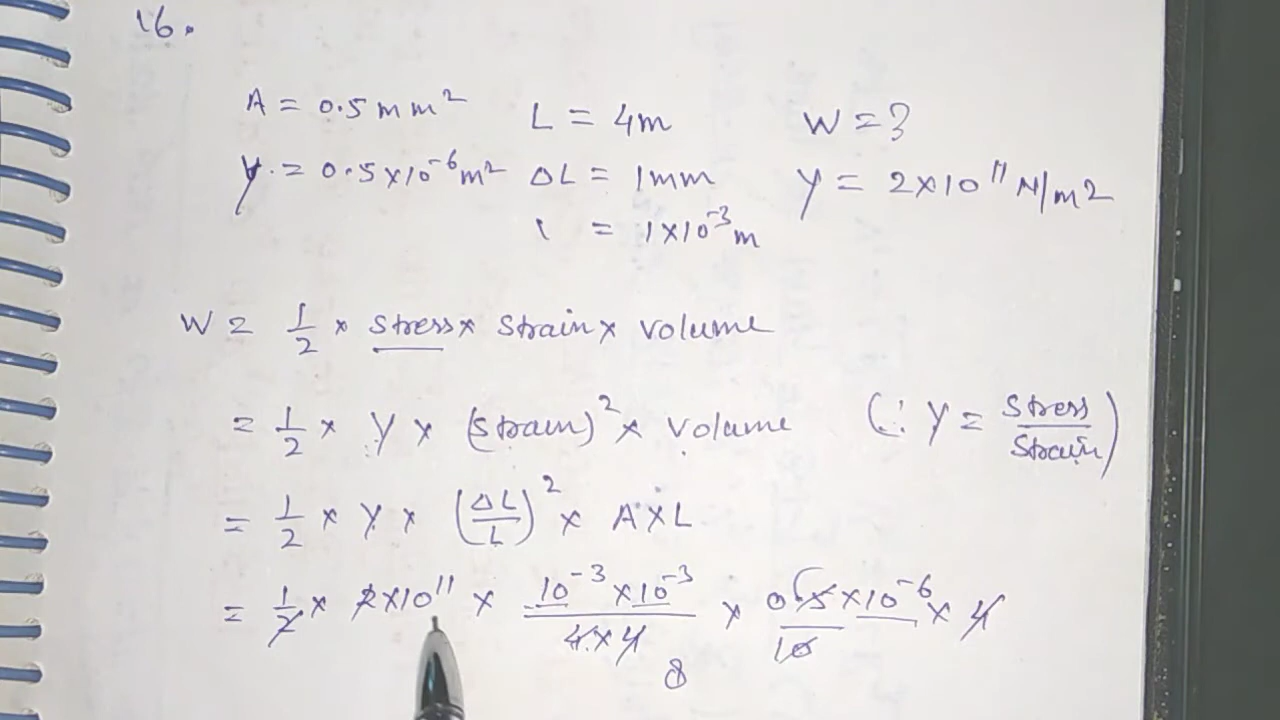 16.
A = 0.5 mm² L = 4m W = ?
y. = 0.5×10⁻⁶ m² ΔL = 1mm Y = 2×10¹¹ N/m²
= 1×10⁻³ m
W = 1/2 × stress × strain × volume
= 1/2 × Y × (strain)² × volume (∵ Y = stress/strain)
= 1/2 × Y × (ΔL/L)² × A×L
= 1/2 × 2×10¹¹ × 10⁻³×10⁻³/4×4 × 05×10⁻⁶/10 × 4
8